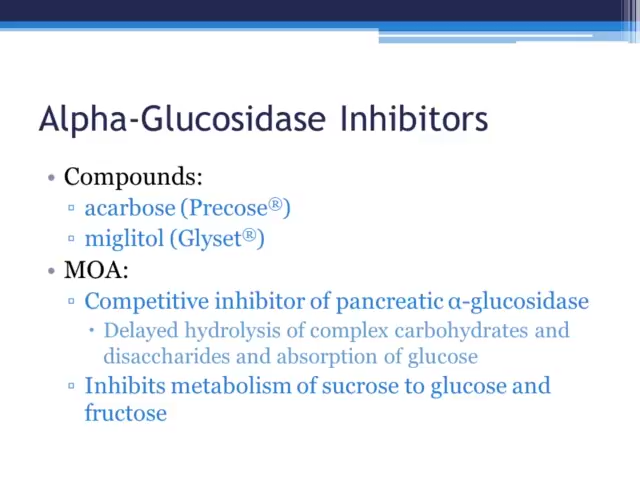 Alpha-Glucosidase Inhibitors
• Compounds:
▫ acarbose (Precose®)
▫ miglitol (Glyset®)
• MOA:
▫ Competitive inhibitor of pancreatic α-glucosidase
▪ Delayed hydrolysis of complex carbohydrates and
disaccharides and absorption of glucose
▫ Inhibits metabolism of sucrose to glucose and
fructose